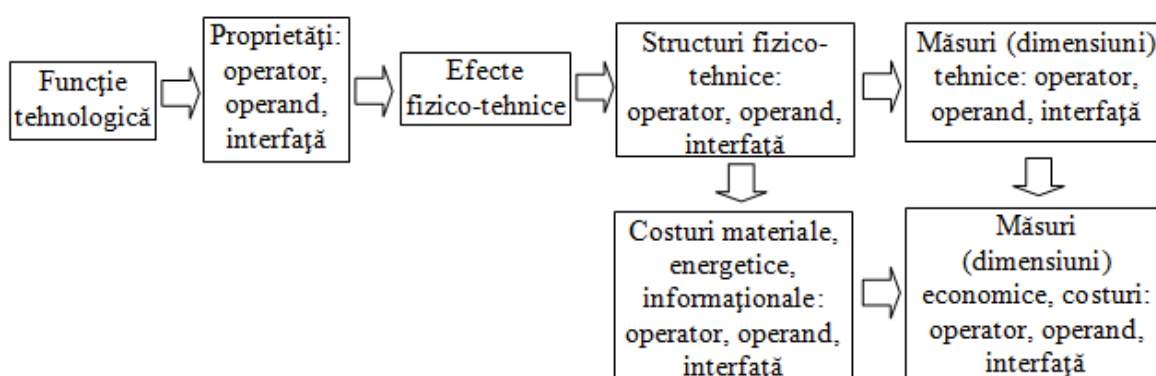 Funcţie
tehnologică
Proprietăţi:
operator,
operand,
interfaţă
Efecte
fizico-tehnice
Structuri fizico-
tehnice:
operator, operand,
interfaţă
Măsuri (dimensiuni)
tehnice: operator,
operand, interfaţă
Costuri materiale,
energetice,
informaţionale:
operator, operand,
interfaţă
Măsuri
(dimensiuni)
economice, costuri:
operator, operand,
interfaţă